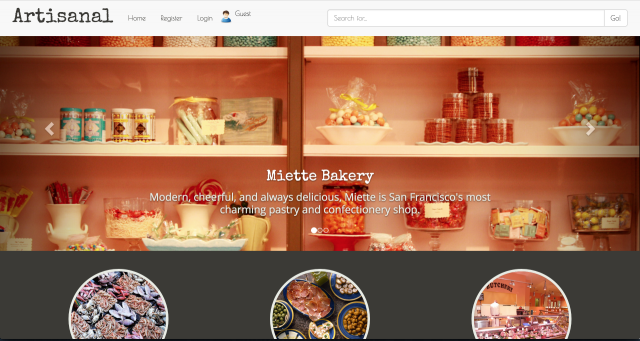 Artisanal
Home
Register
Login
Guest
Search for...
Go!
Miette Bakery
Modern, cheerful, and always delicious, Miette is San Francisco's most
charming pastry and confectionery shop.
BUTCHERS